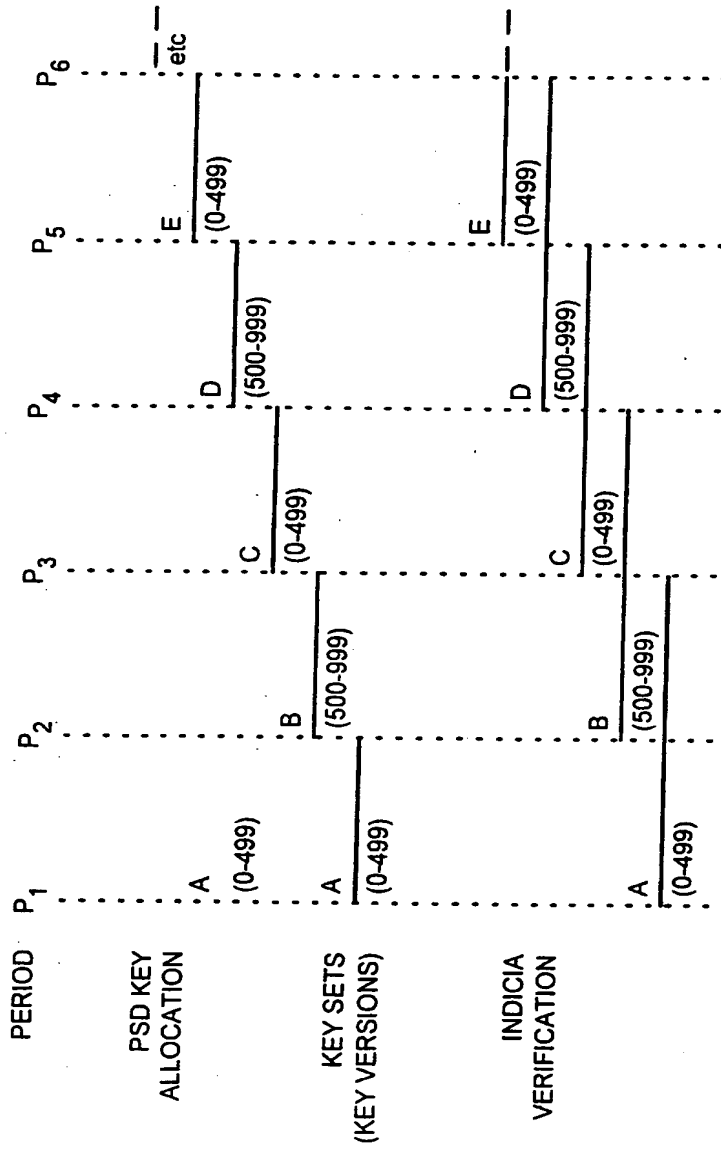 PERIOD
P1
P2
P3
P4
P5
P6
PSD KEY
ALLOCATION
A
(0-499)
etc
E
(0-499)
D
(500-999)
C
(0-499)
B
(500-999)
KEY SETS
(KEY VERSIONS)
A
(0-499)
INDICIA
VERIFICATION
E
(0-499)
D
(500-999)
C
(0-499)
B
(500-999)
A
(0-499)